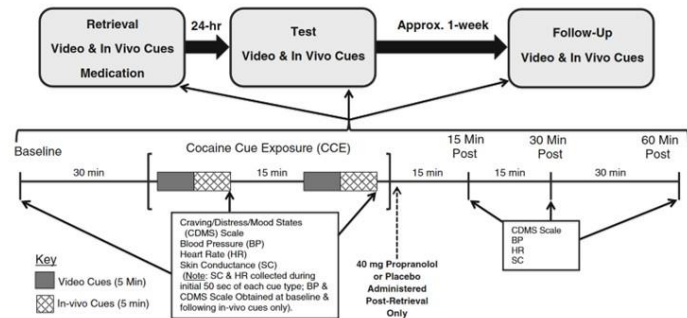 Retrieval
Video & In Vivo Cues
Medication
24-hr
Test
Video & In Vivo Cues
Approx. 1-week
Follow-Up
Video & In Vivo Cues
Baseline
Cocaine Cue Exposure (CCE)
15 Min
Post
30 Min
Post
60 Min
Post
30 min
15 min
15 min
15 min
30 min
Craving/Distress/Mood States
(CDMS) Scale
Blood Pressure (BP)
Heart Rate (HR)
Skin Conductance (SC)
(Note: SC & HR collected during
initial 50 sec of each cue type; BP &
CDMS Scale Obtained at baseline &
following in-vivo cues only).
CDMS Scale
BP
HR
SC
Key
Video Cues (5 Min)
In-vivo Cues (5 min)
40 mg Propranolol
or Placebo
Administered
Post-Retrieval
Only